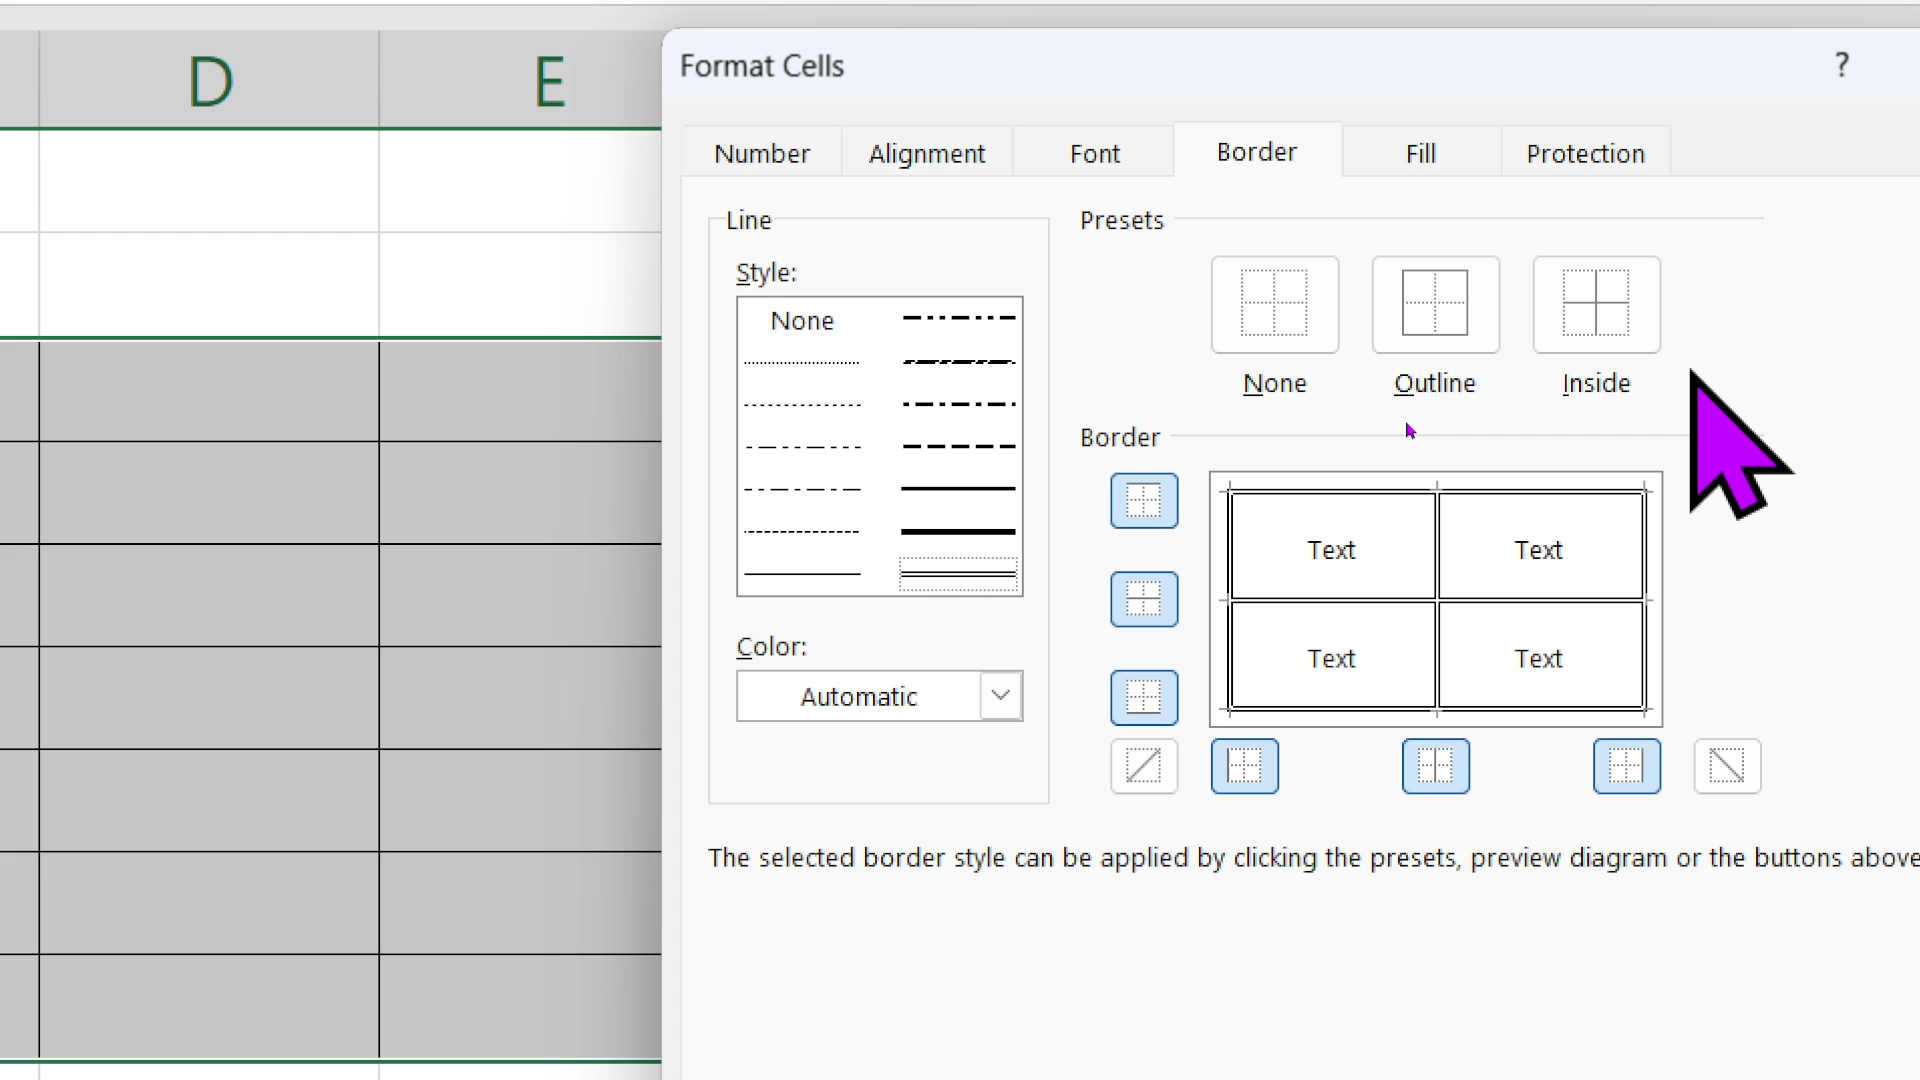 D E
Format Cells ?
Number Alignment Font Border Fill Protection
Line
Style:
None
Color:
Automatic
Presets
None Outline Inside
Border
Text Text
Text Text
The selected border style can be applied by clicking the presets, preview diagram or the buttons above